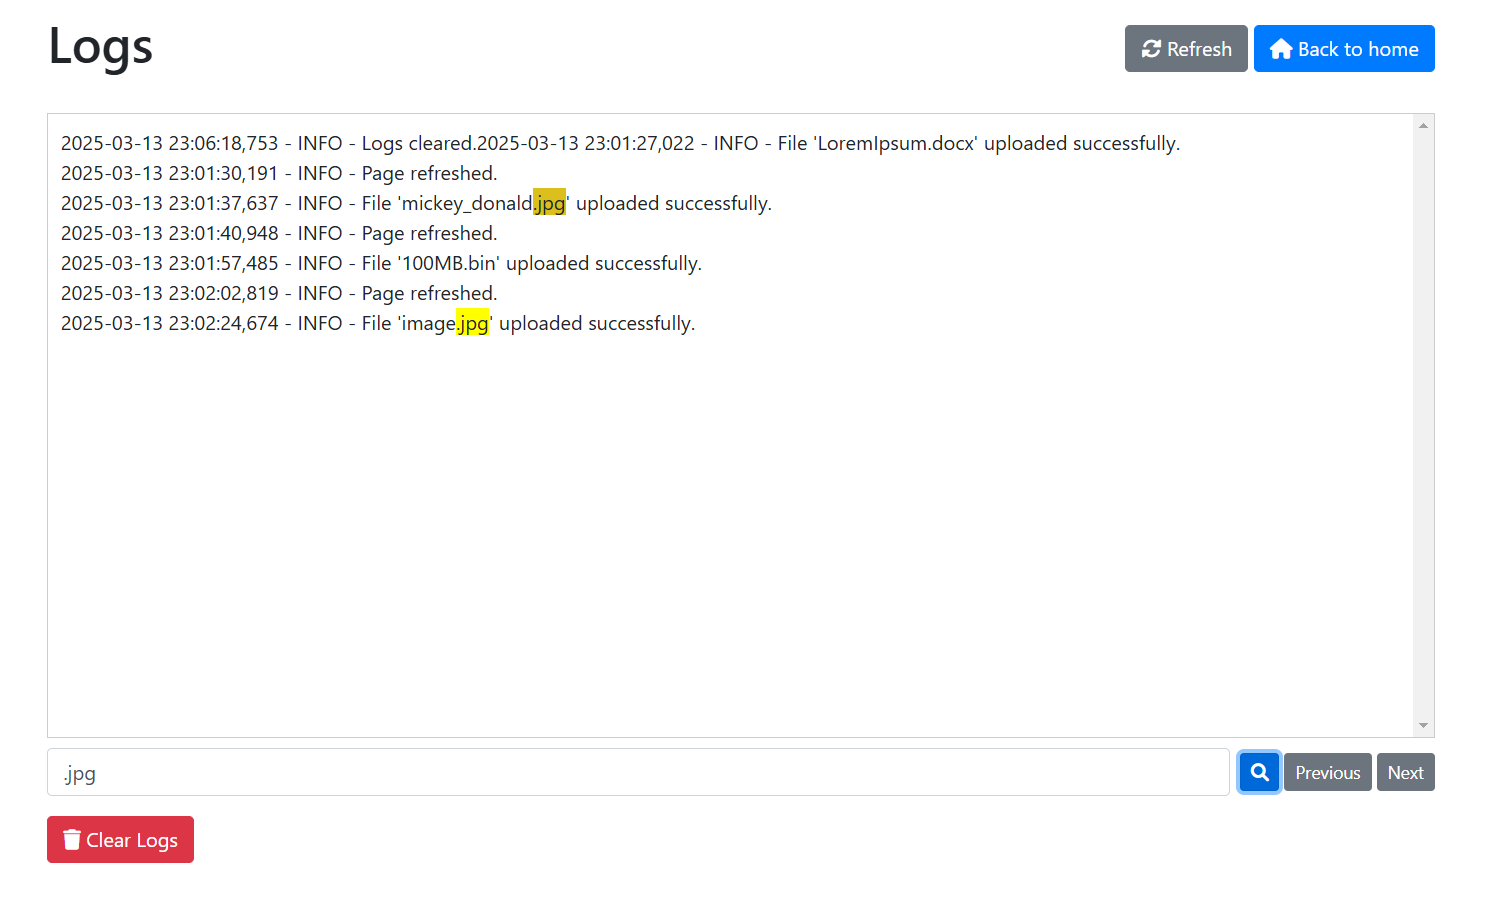 Logs
Refresh
Back to home
2025-03-13 23:06:18,753 - INFO - Logs cleared.2025-03-13 23:01:27,022 - INFO - File 'LoremIpsum.docx' uploaded successfully.
2025-03-13 23:01:30,191 - INFO - Page refreshed.
2025-03-13 23:01:37,637 - INFO - File 'mickey_donald.jpg' uploaded successfully.
2025-03-13 23:01:40,948 - INFO - Page refreshed.
2025-03-13 23:01:57,485 - INFO - File '100MB.bin' uploaded successfully.
2025-03-13 23:02:02,819 - INFO - Page refreshed.
2025-03-13 23:02:24,674 - INFO - File 'image.jpg' uploaded successfully.
.jpg
Previous
Next
Clear Logs